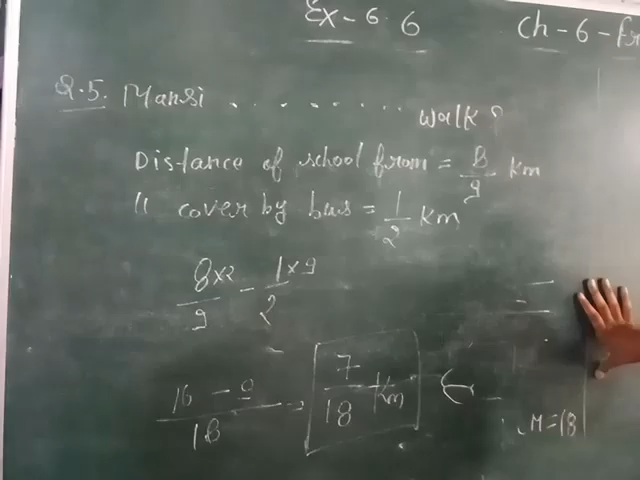 Ex-6.6
Ch-6-Fr
Q.5. Mansi .......... walk?
Distance of school from = 8/9 km
" cover by bus = 1/2 km
8×2/9 - 1×9/2
16-9/18 = 7/18 Km
M=18